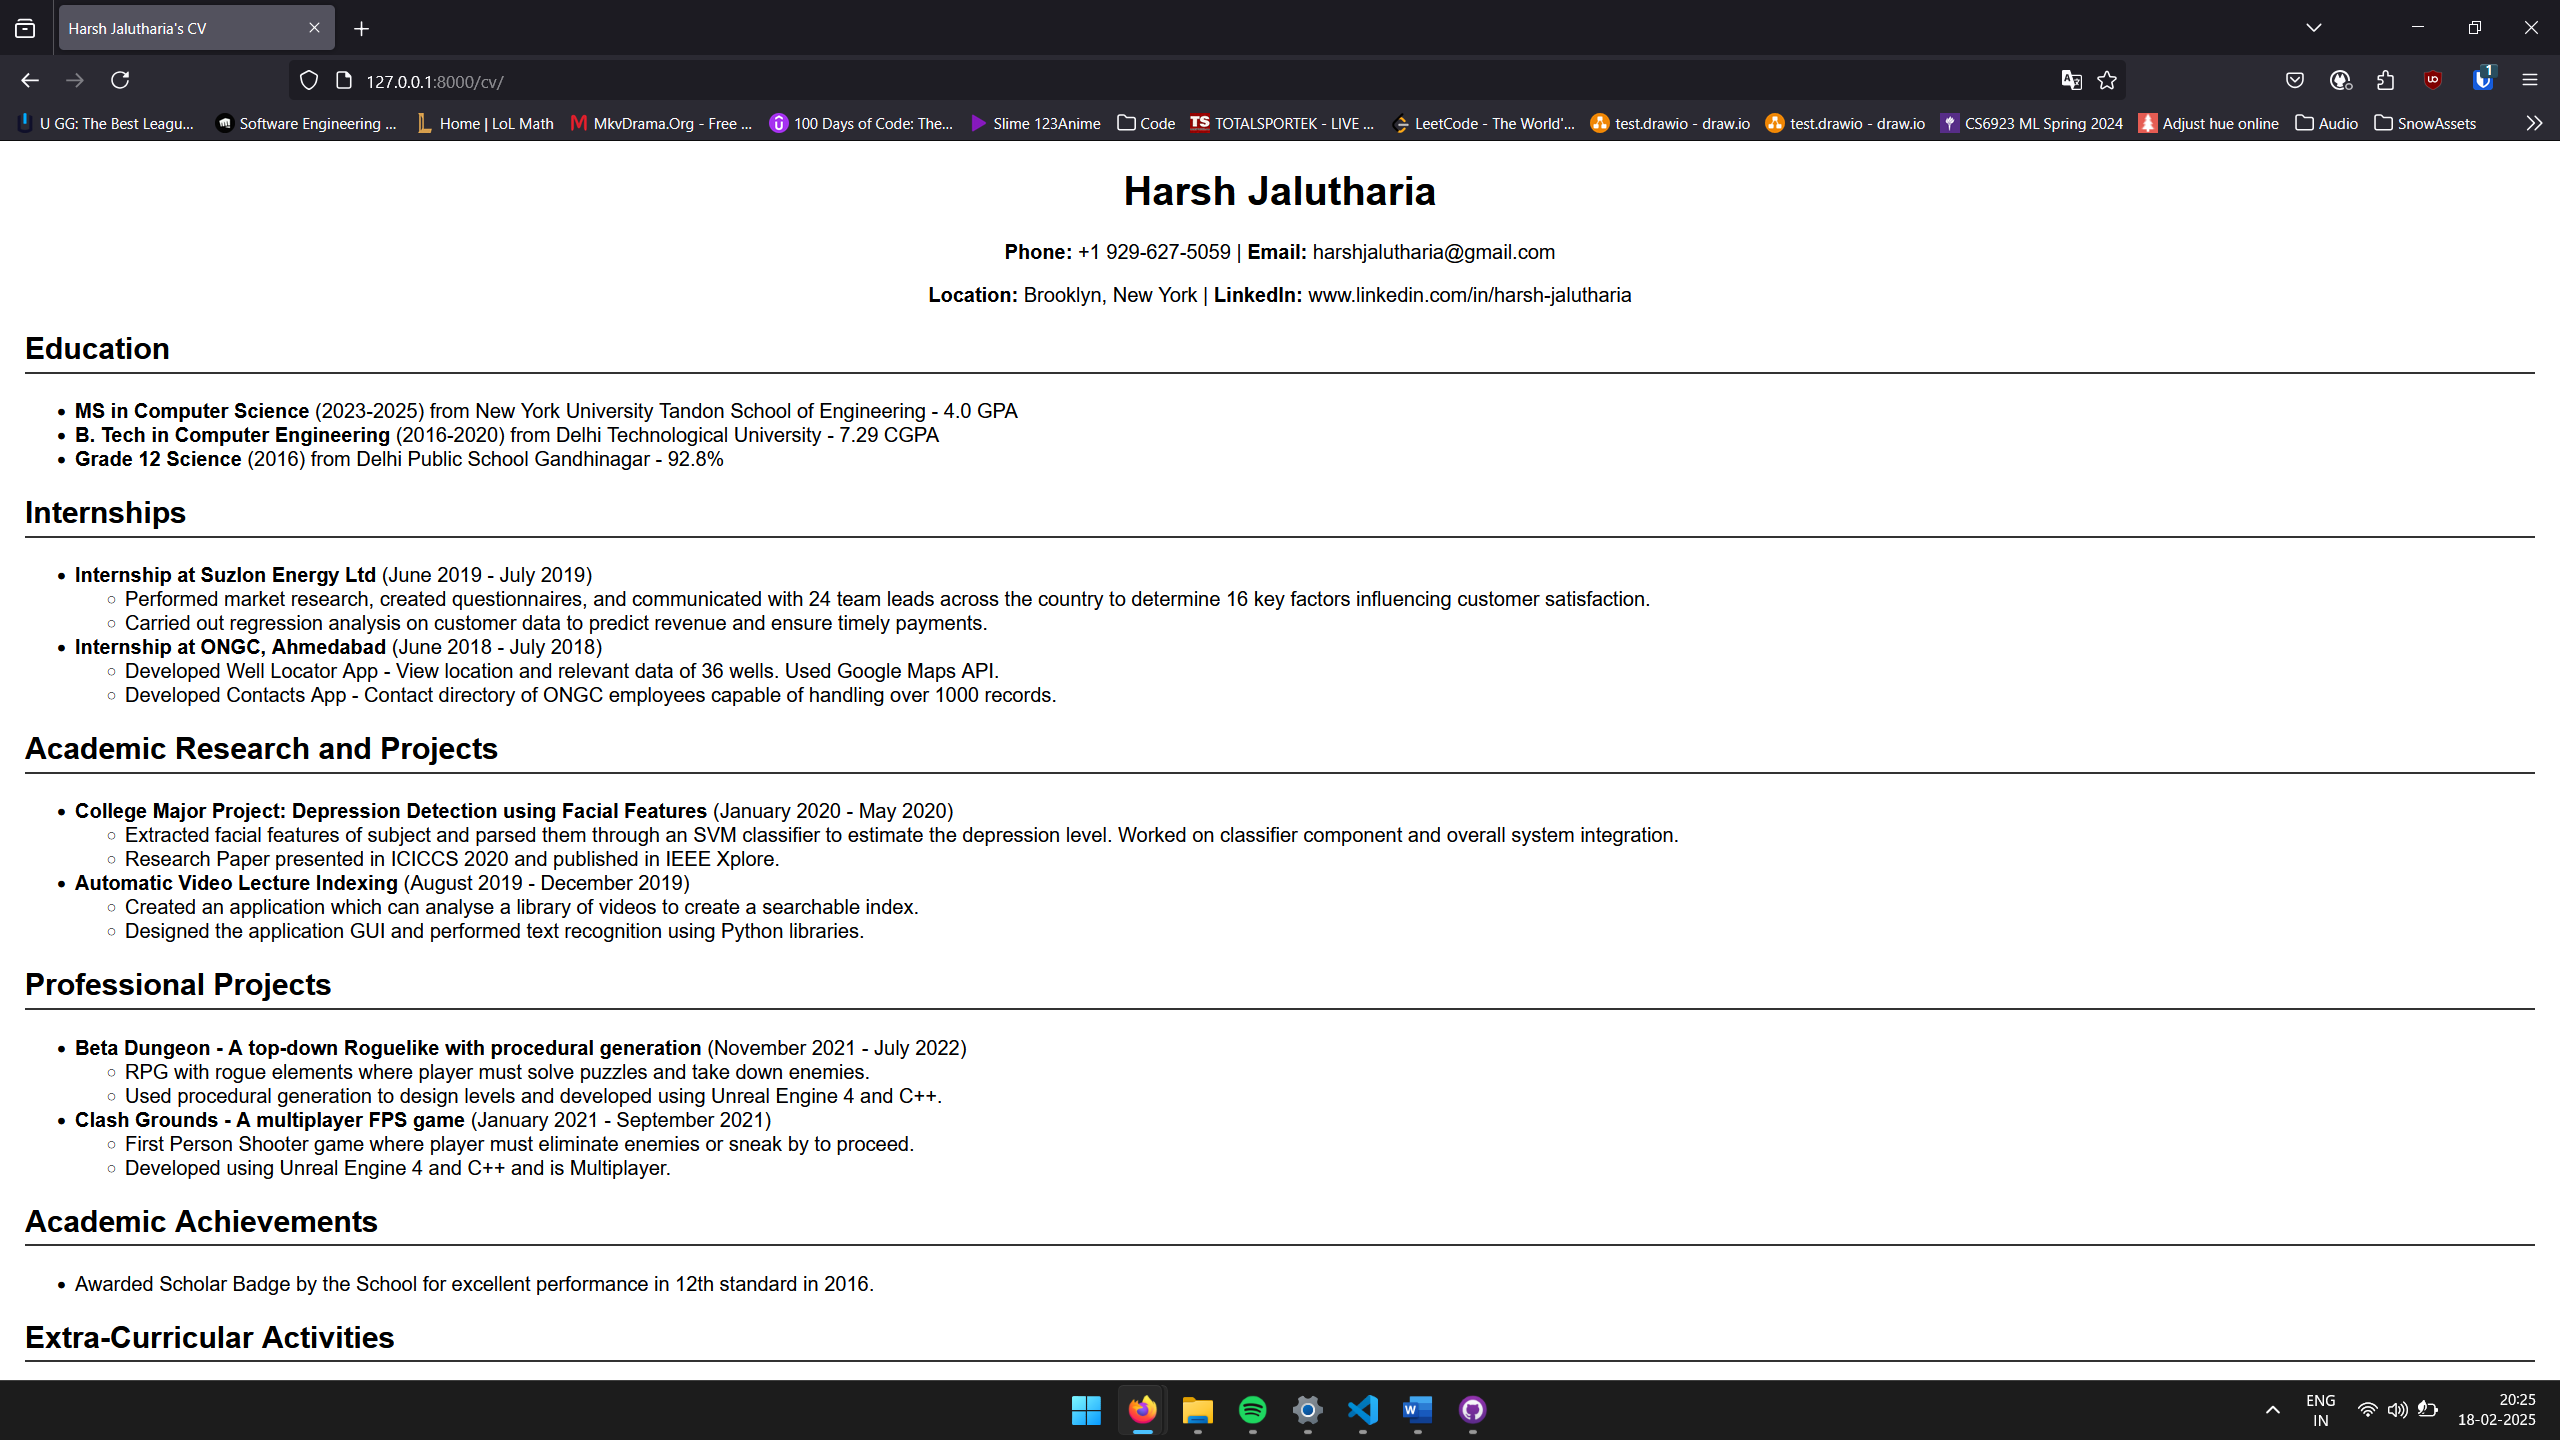 Harsh Jalutharia's CV
127.0.0.1:8000/cv/
1
U GG: The Best Leagu...
Software Engineering ...
Home | LoL Math
MkvDrama.Org - Free ...
100 Days of Code: The...
Slime 123Anime
Code
TS TOTALSPORTEK - LIVE ...
LeetCode - The World'...
test.drawio - draw.io
test.drawio - draw.io
CS6923 ML Spring 2024
Adjust hue online
Audio
SnowAssets
Harsh Jalutharia
Phone: +1 929-627-5059 | Email: harshjalutharia@gmail.com
Location: Brooklyn, New York | LinkedIn: www.linkedin.com/in/harsh-jalutharia
Education
• MS in Computer Science (2023-2025) from New York University Tandon School of Engineering - 4.0 GPA
• B. Tech in Computer Engineering (2016-2020) from Delhi Technological University - 7.29 CGPA
• Grade 12 Science (2016) from Delhi Public School Gandhinagar - 92.8%
Internships
• Internship at Suzlon Energy Ltd (June 2019 - July 2019)
◦ Performed market research, created questionnaires, and communicated with 24 team leads across the country to determine 16 key factors influencing customer satisfaction.
◦ Carried out regression analysis on customer data to predict revenue and ensure timely payments.
• Internship at ONGC, Ahmedabad (June 2018 - July 2018)
◦ Developed Well Locator App - View location and relevant data of 36 wells. Used Google Maps API.
◦ Developed Contacts App - Contact directory of ONGC employees capable of handling over 1000 records.
Academic Research and Projects
• College Major Project: Depression Detection using Facial Features (January 2020 - May 2020)
◦ Extracted facial features of subject and parsed them through an SVM classifier to estimate the depression level. Worked on classifier component and overall system integration.
◦ Research Paper presented in ICICCS 2020 and published in IEEE Xplore.
• Automatic Video Lecture Indexing (August 2019 - December 2019)
◦ Created an application which can analyse a library of videos to create a searchable index.
◦ Designed the application GUI and performed text recognition using Python libraries.
Professional Projects
• Beta Dungeon - A top-down Roguelike with procedural generation (November 2021 - July 2022)
◦ RPG with rogue elements where player must solve puzzles and take down enemies.
◦ Used procedural generation to design levels and developed using Unreal Engine 4 and C++.
• Clash Grounds - A multiplayer FPS game (January 2021 - September 2021)
◦ First Person Shooter game where player must eliminate enemies or sneak by to proceed.
◦ Developed using Unreal Engine 4 and C++ and is Multiplayer.
Academic Achievements
• Awarded Scholar Badge by the School for excellent performance in 12th standard in 2016.
Extra-Curricular Activities
ENG
IN
20:25
18-02-2025